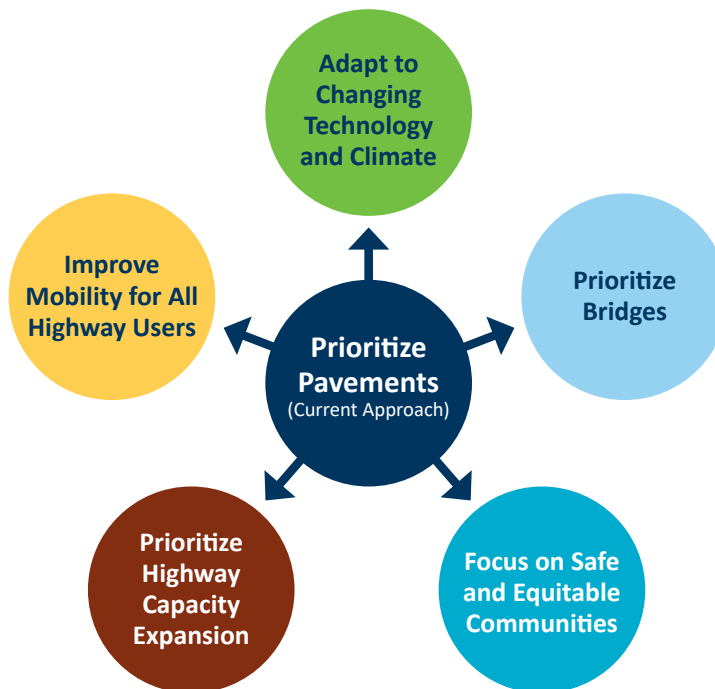 Adapt to
Changing
Technology
and Climate
Improve
Mobility for All
Highway Users
Prioritize
Bridges
Prioritize
Pavements
(Current Approach)
Prioritize
Highway
Capacity
Expansion
Focus on Safe
and Equitable
Communities